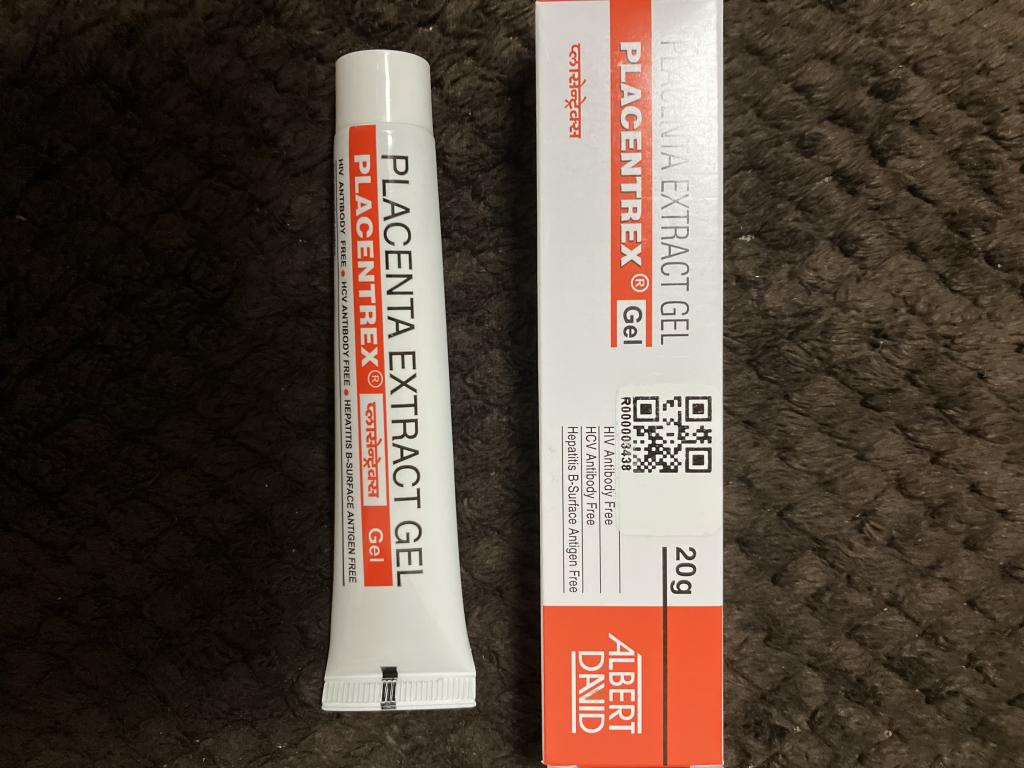 PLACENTA EXTRACT GEL
PLACENTREX® प्लासेन्ट्रेक्स Gel
HIV ANTIBODY FREE ● HCV ANTIBODY FREE ● HEPATITIS B-SURFACE ANTIGEN FREE
PLACENTA EXTRACT GEL
PLACENTREX® Gel
प्लासेन्ट्रेक्स
R000003438
HIV Antibody Free
HCV Antibody Free
Hepatitis B-Surface Antigen Free
20g
ALBERT
DAVID